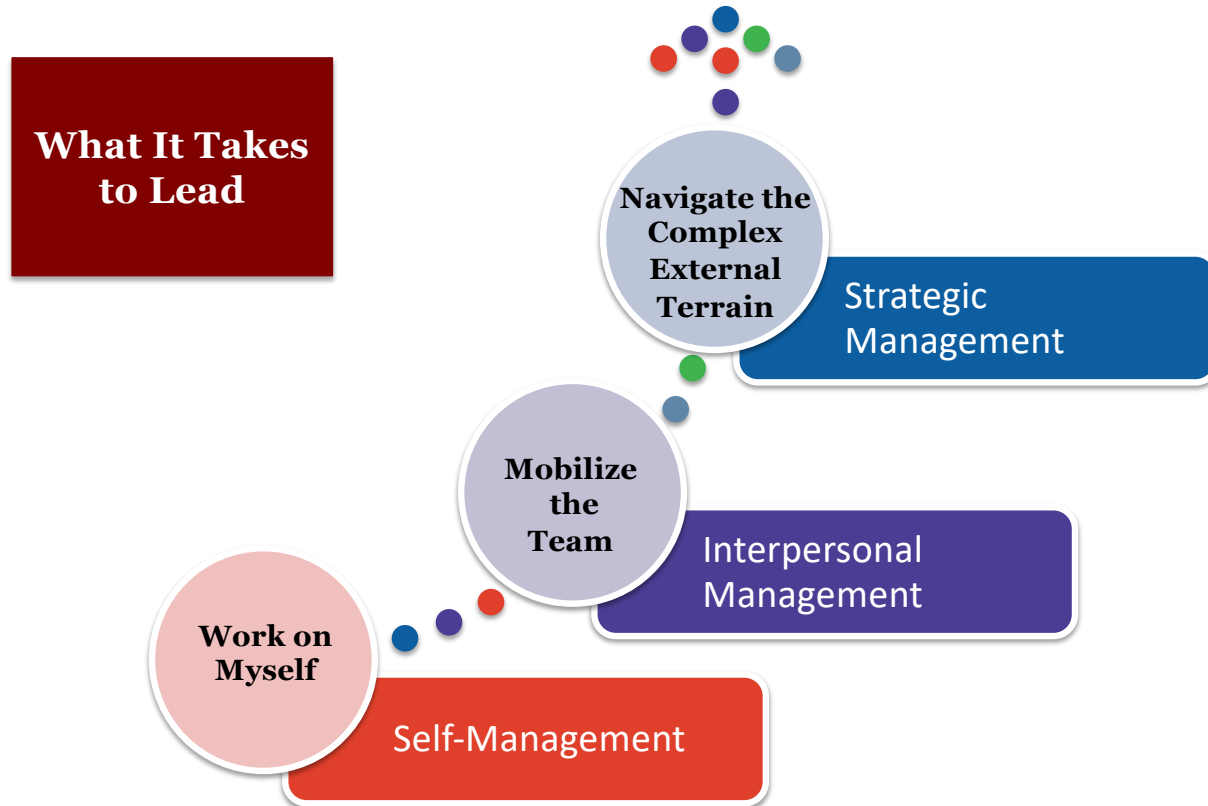 What It Takes
to Lead
Navigate the
Complex
External
Terrain
Strategic
Management
Mobilize
the
Team
Interpersonal
Management
Work on
Myself
Self-Management